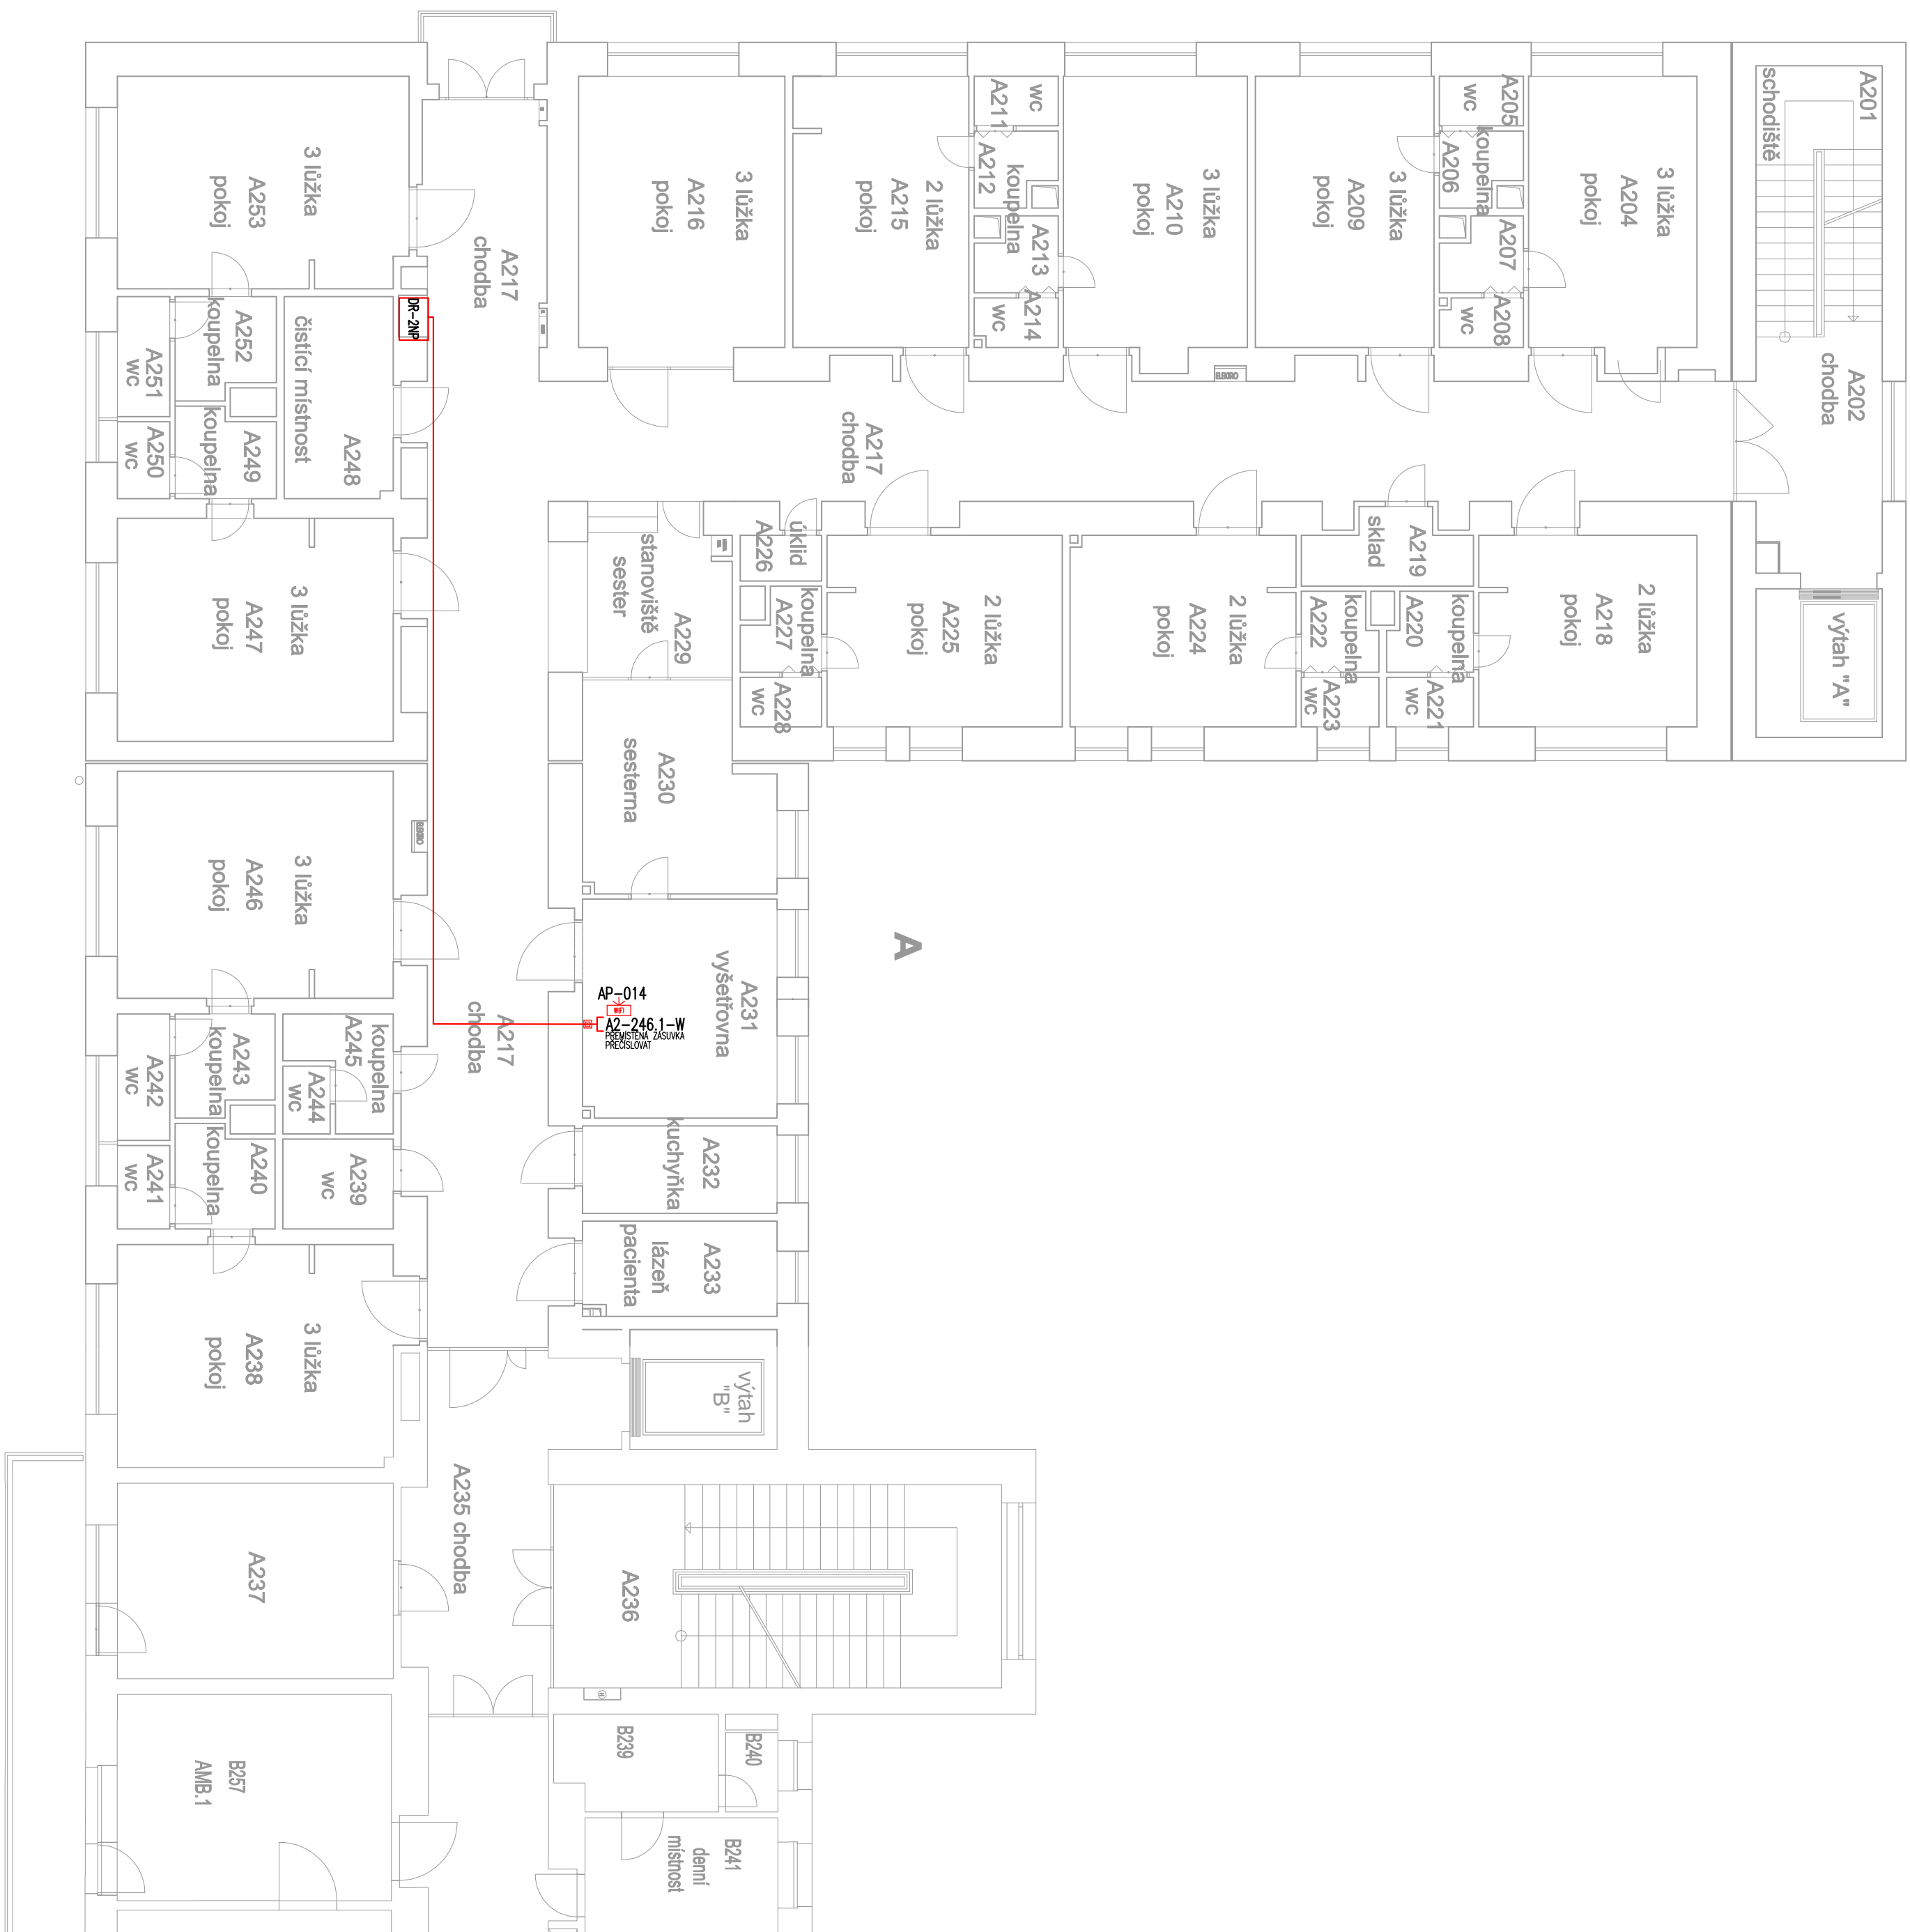 A201
schodiště
A202
chodba
výtah "A"
3 lůžka
A204
pokoj
A205
wc
koupelna
A206
A207
A208
wc
3 lůžka
A209
pokoj
3 lůžka
A210
pokoj
wc
A211
koupelna
A212
A213
A214
wc
2 lůžka
A215
pokoj
3 lůžka
A216
pokoj
A217
chodba
A217
chodba
ELEKTRO
2 lůžka
A218
pokoj
A219
sklad
koupelna
A220
A221
wc
koupelna
A222
A223
wc
2 lůžka
A224
pokoj
2 lůžka
A225
pokoj
úklid
A226
koupelna
A227
A228
wc
A229
stanoviště
sester
A230
sesterna
A231
vyšetřovna
AP-014
WIFI
A2-246.1-W
PŘEMÍSTĚNÁ ZÁSUVKA
PŘEČÍSLOVAT
A217
chodba
A232
kuchyňka
A233
lázeň
pacienta
výtah
"B"
A235 chodba
A236
A237
3 lůžka
A238
pokoj
A239
wc
A240
koupelna
A241
wc
A242
wc
A243
koupelna
A244
wc
koupelna
A245
3 lůžka
A246
pokoj
ELEKTRO
3 lůžka
A247
pokoj
A248
čistící místnost
A249
koupelna
A250
wc
A251
wc
A252
koupelna
3 lůžka
A253
pokoj
DR-2NP
A
B239
B240
B241
denní
místnost
B257
AMB.1